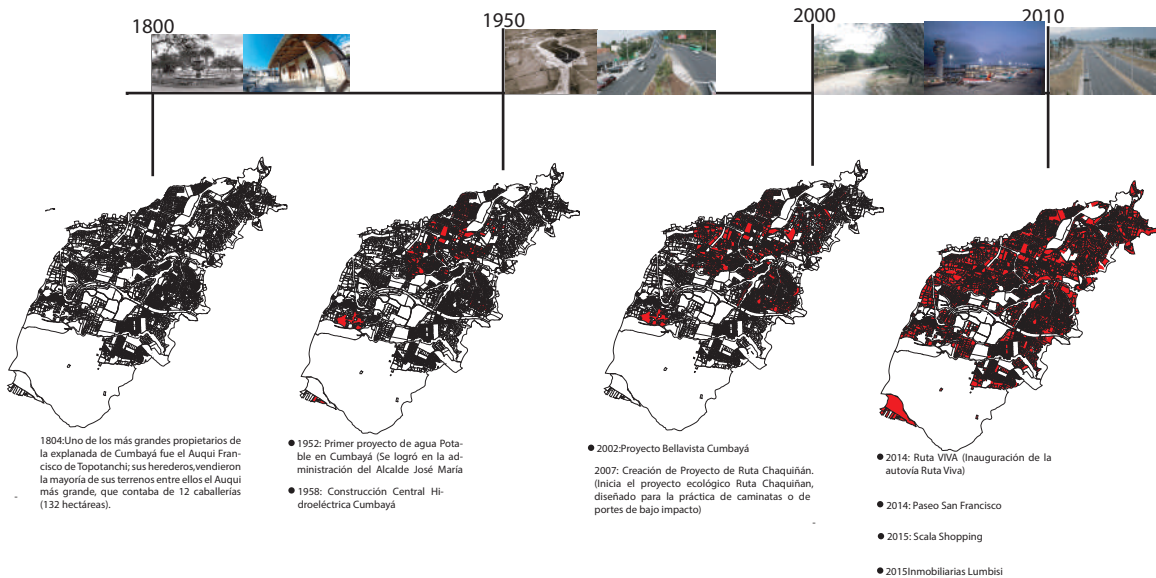 1800
1950
2000
2010
1804:Uno de los más grandes propietarios de
la explanada de Cumbayá fue el Auqui Fran-
cisco de Topotanchi; sus herederos,vendieron
la mayoría de sus terrenos entre ellos el Auqui
más grande, que contaba de 12 caballerías
(132 hectáreas).
1952: Primer proyecto de agua Pota-
ble en Cumbayá (Se logró en la ad-
ministración del Alcalde José María
1958: Construcción Central Hi-
droeléctrica Cumbayá
2002:Proyecto Bellavista Cumbayá
2007: Creación de Proyecto de Ruta Chaquiñán.
(Inicia el proyecto ecológico Ruta Chaquiñan,
diseñado para la práctica de caminatas o de
portes de bajo impacto)
2014: Ruta VIVA (Inauguración de la
autovía Ruta Viva)
2014: Paseo San Francisco
2015: Scala Shopping
2015Inmobiliarias Lumbisi